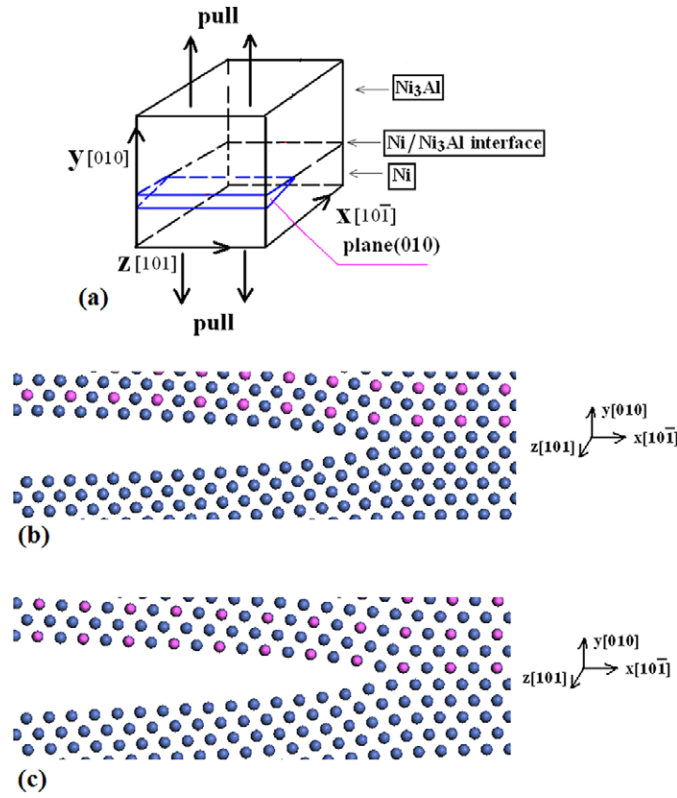 pull
Ni₃Al
Ni/Ni₃Al interface
y[010]
Ni
x[101̅]
z[101]
plane(010)
(a)
pull
y[010]
z[101]
x[101̅]
(b)
y[010]
z[101]
x[101̅]
(c)